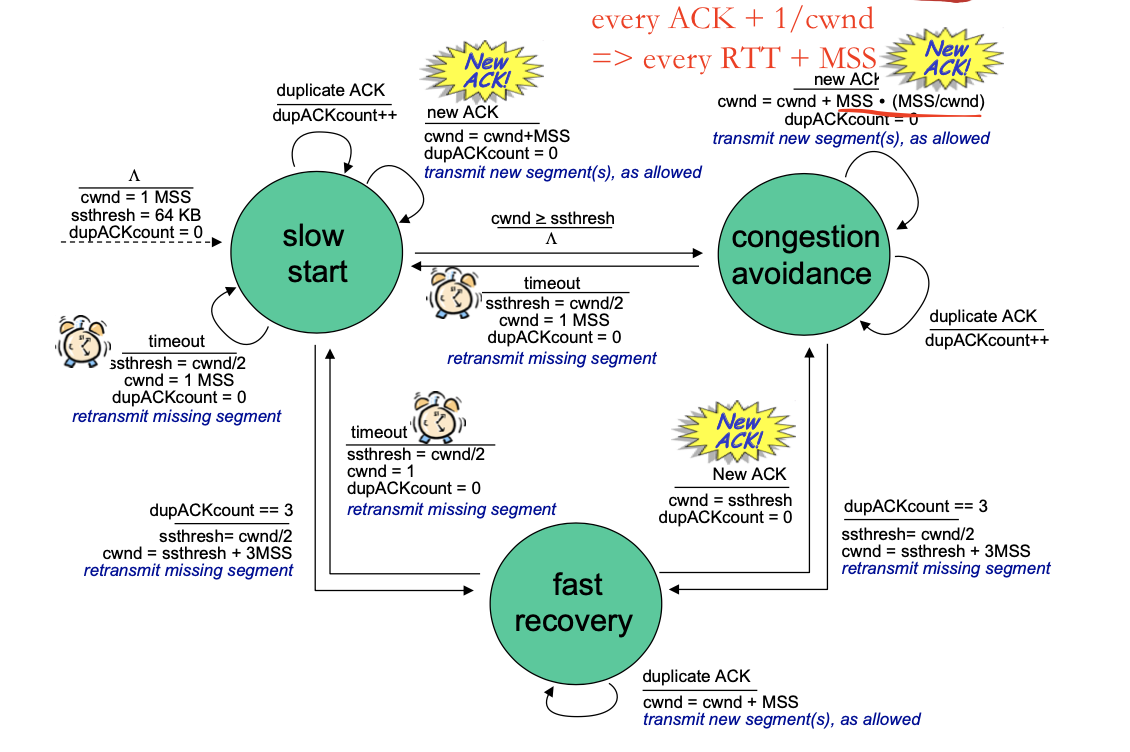 every ACK + 1/cwnd
=> every RTT + MSS
New
ACK!
new ACK
cwnd = cwnd + MSS • (MSS/cwnd)
dupACKcount = 0
transmit new segment(s), as allowed
duplicate ACK
dupACKcount++
New
ACK!
new ACK
cwnd = cwnd+MSS
dupACKcount = 0
transmit new segment(s), as allowed
Λ
cwnd = 1 MSS
ssthresh = 64 KB
dupACKcount = 0
slow
start
cwnd ≥ ssthresh
Λ
congestion
avoidance
timeout
ssthresh = cwnd/2
cwnd = 1 MSS
dupACKcount = 0
retransmit missing segment
duplicate ACK
dupACKcount++
timeout
ssthresh = cwnd/2
cwnd = 1 MSS
dupACKcount = 0
retransmit missing segment
timeout
ssthresh = cwnd/2
cwnd = 1
dupACKcount = 0
retransmit missing segment
New
ACK!
New ACK
cwnd = ssthresh
dupACKcount = 0
dupACKcount == 3
ssthresh= cwnd/2
cwnd = ssthresh + 3MSS
retransmit missing segment
dupACKcount == 3
ssthresh= cwnd/2
cwnd = ssthresh + 3MSS
retransmit missing segment
fast
recovery
duplicate ACK
cwnd = cwnd + MSS
transmit new segment(s), as allowed